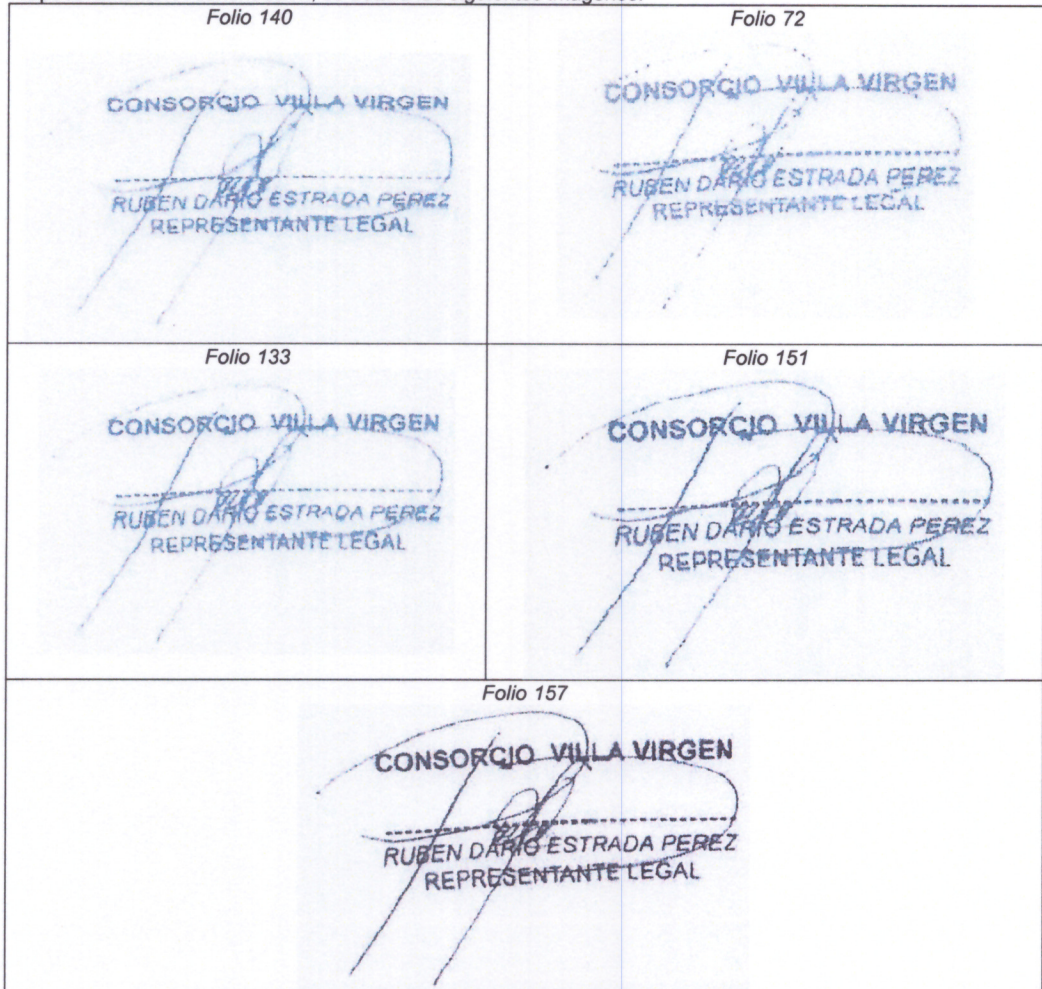 imágenes:
Folio 140
CONSORCIO VILLA VIRGEN
RUBEN DARIO ESTRADA PEREZ
REPRESENTANTE LEGAL
Folio 72
CONSORCIO VILLA VIRGEN
RUBEN DARIO ESTRADA PEREZ
REPRESENTANTE LEGAL
Folio 133
CONSORCIO VILLA VIRGEN
RUBEN DARIO ESTRADA PEREZ
REPRESENTANTE LEGAL
Folio 151
CONSORCIO VILLA VIRGEN
RUBEN DARIO ESTRADA PEREZ
REPRESENTANTE LEGAL
Folio 157
CONSORCIO VILLA VIRGEN
RUBEN DARIO ESTRADA PEREZ
REPRESENTANTE LEGAL